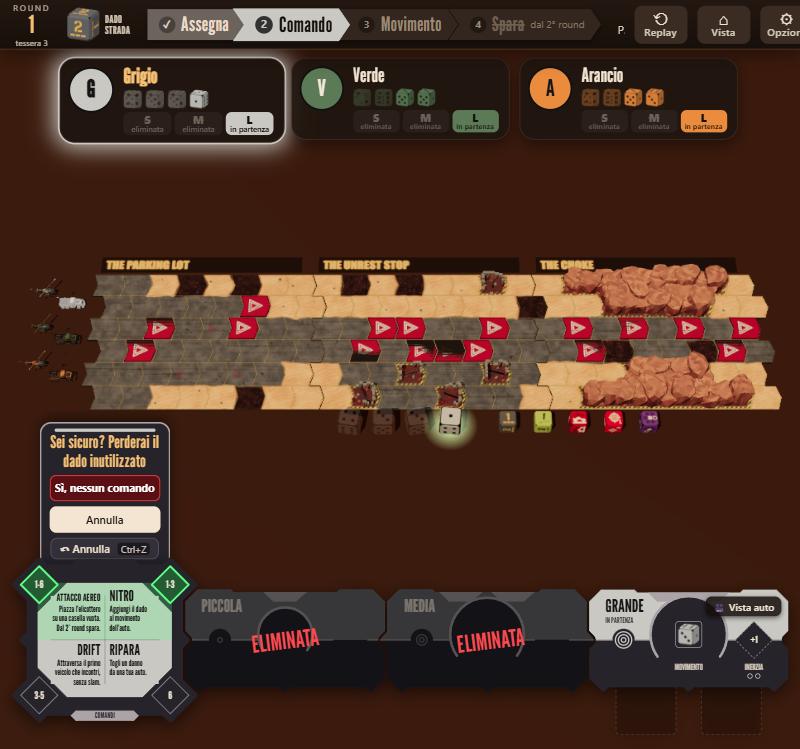 ROUND
1
tessera 3
2
DADO
STRADA
Assegna
2 Comando
3 Movimento
4 Spara dal 2° round
P.
Replay
Vista
Opzior
G
Grigio
S
eliminata
M
eliminata
L
in partenza
V
Verde
S
eliminata
M
eliminata
L
in partenza
A
Arancio
S
eliminata
M
eliminata
L
in partenza
THE PARKING LOT
THE UNREST STOP
THE CHOKE
Sei sicuro? Perderai il
dado inutilizzato
Sì, nessun comando
Annulla
Annulla Ctrl+Z
1-6
1-3
ATTACCO AEREO
Piazza l'elicottero
su una casella vuota.
Dal 2° round spara.
NITRO
Aggiungi il dado
al movimento
dell'auto.
DRIFT
Attraversa il primo
veicolo che incontri,
senza slam.
RIPARA
Togli un danno
da una tua auto.
3-5
6
COMANDI
PICCOLA
ELIMINATA
MEDIA
ELIMINATA
GRANDE
IN PARTENZA
Vista auto
MOVIMENTO
+1
INERZIA